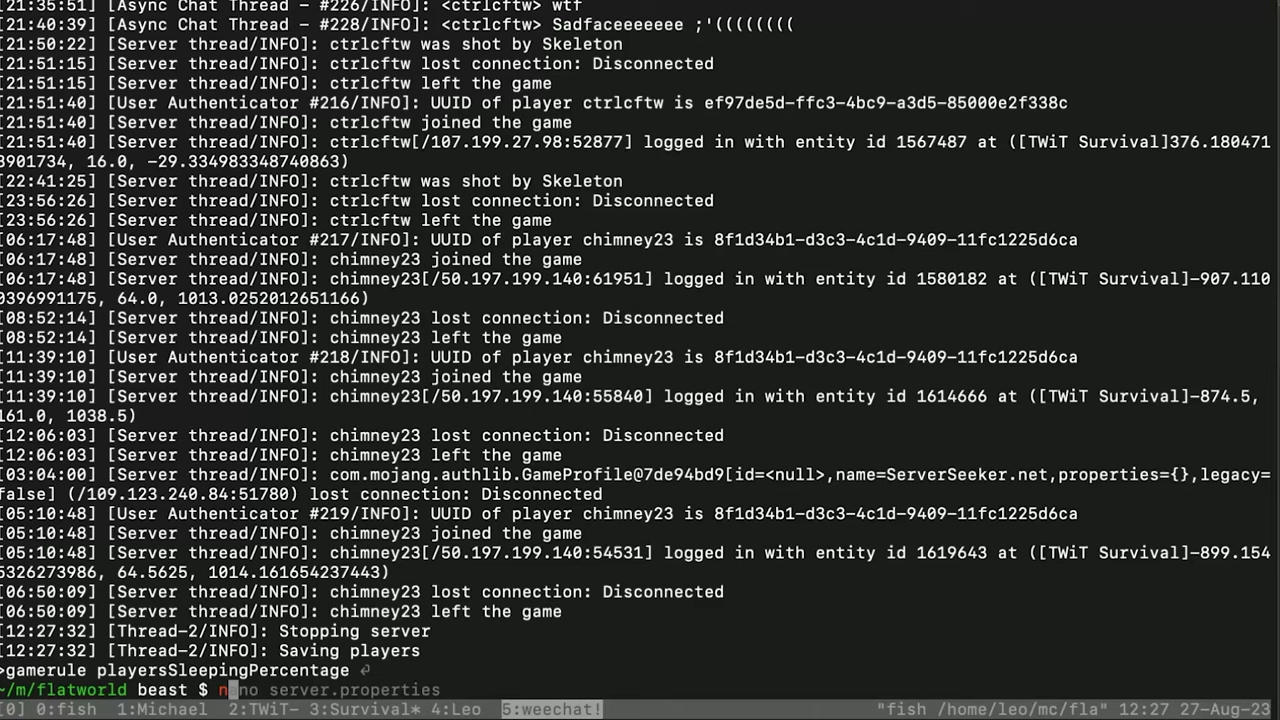 [21:35:51] [Async Chat Thread - #226/INFO]: <ctrlcftw> wtf
[21:40:39] [Async Chat Thread - #228/INFO]: <ctrlcftw> Sadfaceeeeeee ;'((((((((
[21:50:22] [Server thread/INFO]: ctrlcftw was shot by Skeleton
[21:51:15] [Server thread/INFO]: ctrlcftw lost connection: Disconnected
[21:51:15] [Server thread/INFO]: ctrlcftw left the game
[21:51:40] [User Authenticator #216/INFO]: UUID of player ctrlcftw is ef97de5d-ffc3-4bc9-a3d5-85000e2f338c
[21:51:40] [Server thread/INFO]: ctrlcftw joined the game
[21:51:40] [Server thread/INFO]: ctrlcftw[/107.199.27.98:52877] logged in with entity id 1567487 at ([TWiT Survival]376.180471
3901734, 16.0, -29.334983348740863)
[22:41:25] [Server thread/INFO]: ctrlcftw was shot by Skeleton
[23:56:26] [Server thread/INFO]: ctrlcftw lost connection: Disconnected
[23:56:26] [Server thread/INFO]: ctrlcftw left the game
[06:17:48] [User Authenticator #217/INFO]: UUID of player chimney23 is 8f1d34b1-d3c3-4c1d-9409-11fc1225d6ca
[06:17:48] [Server thread/INFO]: chimney23 joined the game
[06:17:48] [Server thread/INFO]: chimney23[/50.197.199.140:61951] logged in with entity id 1580182 at ([TWiT Survival]-907.110
0396991175, 64.0, 1013.0252012651166)
[08:52:14] [Server thread/INFO]: chimney23 lost connection: Disconnected
[08:52:14] [Server thread/INFO]: chimney23 left the game
[11:39:10] [User Authenticator #218/INFO]: UUID of player chimney23 is 8f1d34b1-d3c3-4c1d-9409-11fc1225d6ca
[11:39:10] [Server thread/INFO]: chimney23 joined the game
[11:39:10] [Server thread/INFO]: chimney23[/50.197.199.140:55840] logged in with entity id 1614666 at ([TWiT Survival]-874.5,
161.0, 1038.5)
[12:06:03] [Server thread/INFO]: chimney23 lost connection: Disconnected
[12:06:03] [Server thread/INFO]: chimney23 left the game
[03:04:00] [Server thread/INFO]: com.mojang.authlib.GameProfile@7de94bd9[id=<null>,name=ServerSeeker.net,properties={},legacy=
false] (/109.123.240.84:51780) lost connection: Disconnected
[05:10:48] [User Authenticator #219/INFO]: UUID of player chimney23 is 8f1d34b1-d3c3-4c1d-9409-11fc1225d6ca
[05:10:48] [Server thread/INFO]: chimney23 joined the game
[05:10:48] [Server thread/INFO]: chimney23[/50.197.199.140:54531] logged in with entity id 1619643 at ([TWiT Survival]-899.154
5326273986, 64.5625, 1014.161654237443)
[06:50:09] [Server thread/INFO]: chimney23 lost connection: Disconnected
[06:50:09] [Server thread/INFO]: chimney23 left the game
[12:27:32] [Thread-2/INFO]: Stopping server
[12:27:32] [Thread-2/INFO]: Saving players
>gamerule playersSleepingPercentage ⏎
~/m/flatworld beast $ nano server.properties
[0] 0:fish 1:Michael 2:TWiT- 3:Survival* 4:Leo 5:weechat! "fish /home/leo/mc/fla" 12:27 27-Aug-23